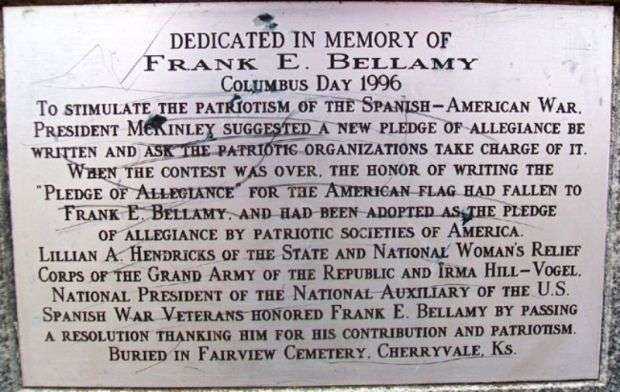 Dedicated in Memory of
Frank E. Bellamy
Columbus Day 1996
To stimulate the patriotism of the Spanish-American War,
President McKinley suggested a new pledge of allegiance be
written and ask the patriotic organizations take charge of it.
When the contest was over, the honor of writing the
"Pledge of Allegiance" for the American flag had fallen to
Frank E. Bellamy, and had been adopted as the pledge
of allegiance by patriotic societies of America.
Lillian A. Hendricks of the State and National Woman's Relief
Corps of the Grand Army of the Republic and Irma Hill-Vogel,
National President of the National Auxiliary of the U.S.
Spanish War Veterans honored Frank E. Bellamy by passing
a resolution thanking him for his contribution and patriotism.
Buried in Fairview Cemetery, Cherryvale, Ks.